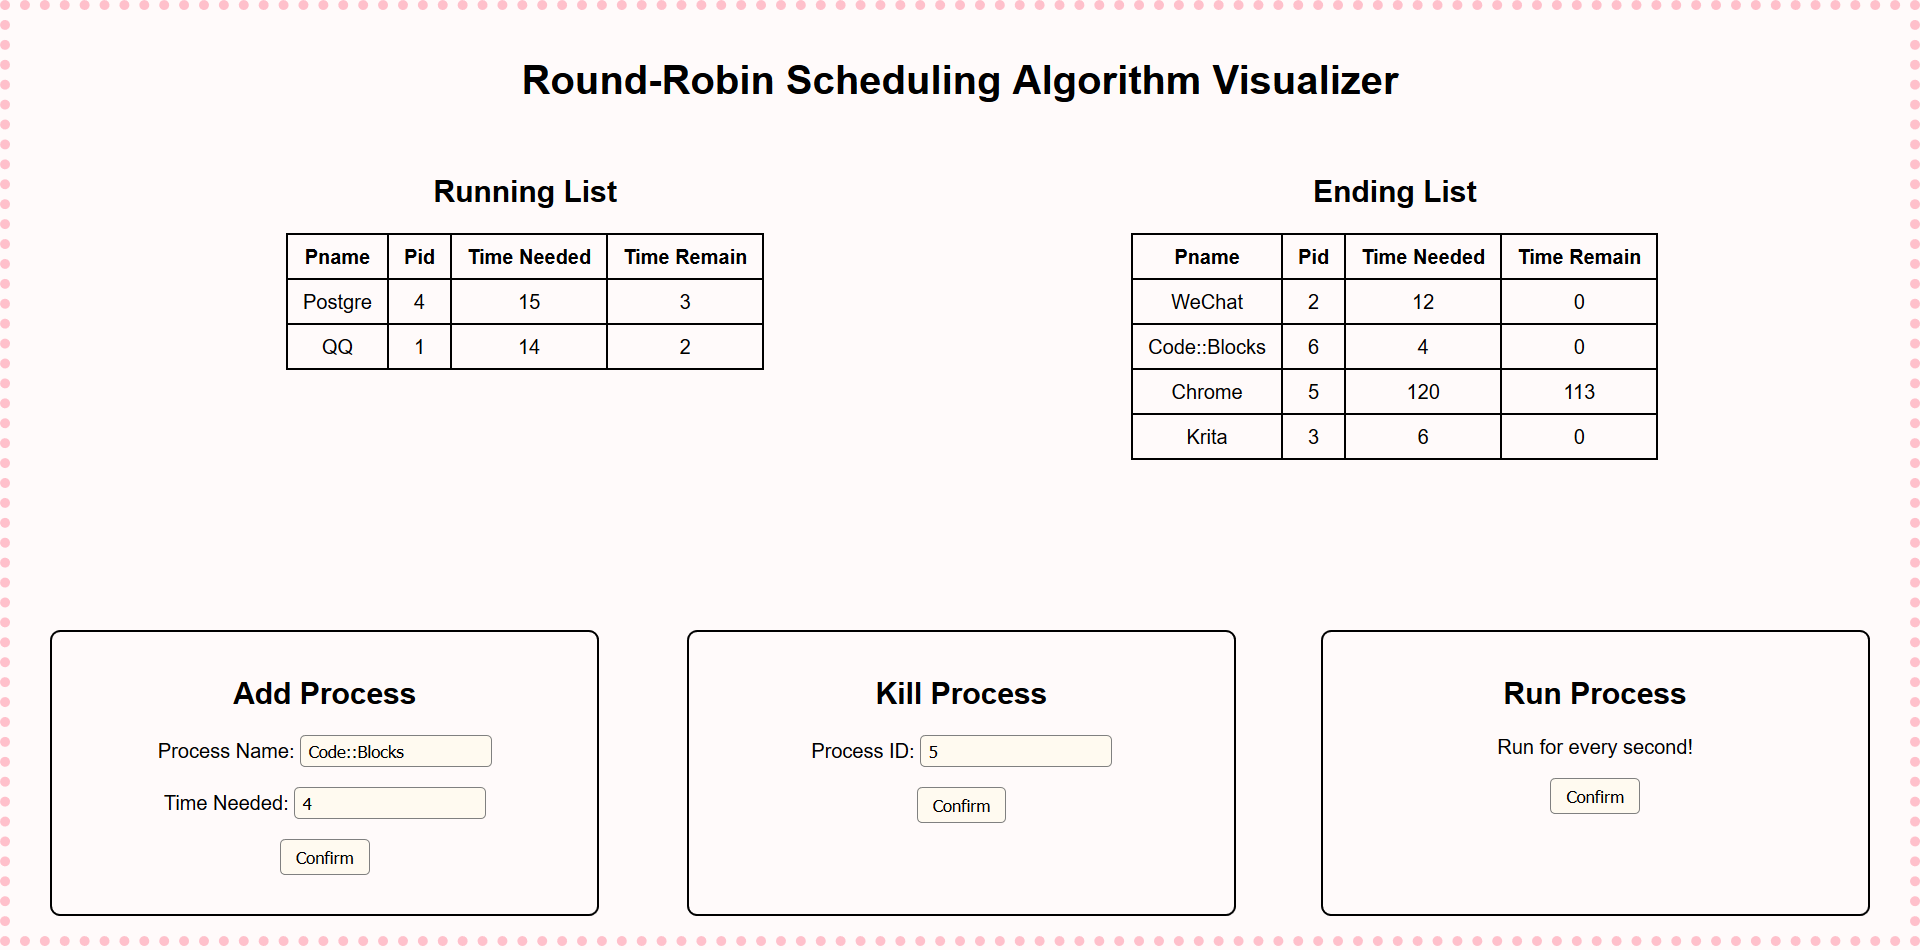 Round-Robin Scheduling Algorithm Visualizer
Running List
Pname Pid Time Needed Time Remain
Postgre 4 15 3
QQ 1 14 2
Ending List
Pname Pid Time Needed Time Remain
WeChat 2 12 0
Code::Blocks 6 4 0
Chrome 5 120 113
Krita 3 6 0
Add Process
Process Name: Code::Blocks
Time Needed: 4
Confirm
Kill Process
Process ID: 5
Confirm
Run Process
Run for every second!
Confirm